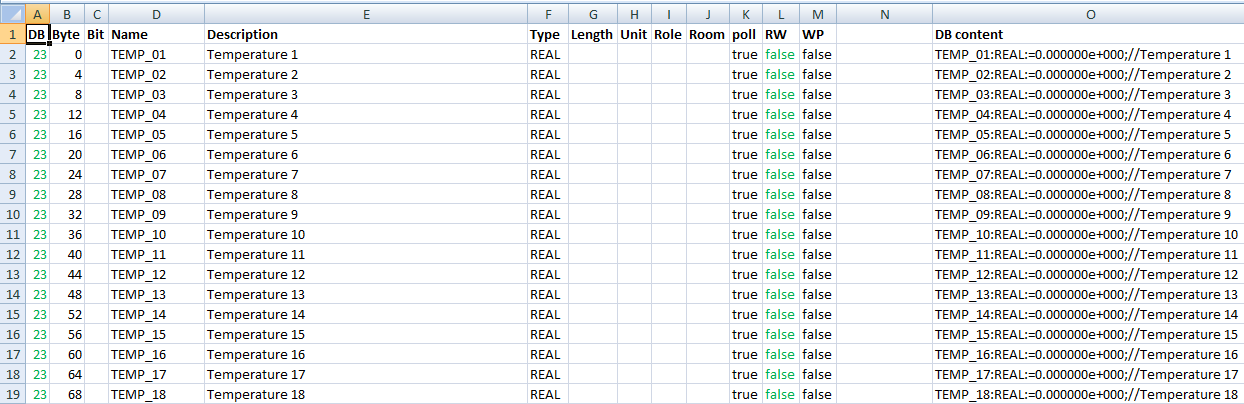 A B C D E F G H I J K L M N O
1 DB Byte Bit Name Description Type Length Unit Role Room poll RW WP DB content
2 23 0 TEMP_01 Temperature 1 REAL true false false TEMP_01:REAL:=0.000000e+000;//Temperature 1
3 23 4 TEMP_02 Temperature 2 REAL true false false TEMP_02:REAL:=0.000000e+000;//Temperature 2
4 23 8 TEMP_03 Temperature 3 REAL true false false TEMP_03:REAL:=0.000000e+000;//Temperature 3
5 23 12 TEMP_04 Temperature 4 REAL true false false TEMP_04:REAL:=0.000000e+000;//Temperature 4
6 23 16 TEMP_05 Temperature 5 REAL true false false TEMP_05:REAL:=0.000000e+000;//Temperature 5
7 23 20 TEMP_06 Temperature 6 REAL true false false TEMP_06:REAL:=0.000000e+000;//Temperature 6
8 23 24 TEMP_07 Temperature 7 REAL true false false TEMP_07:REAL:=0.000000e+000;//Temperature 7
9 23 28 TEMP_08 Temperature 8 REAL true false false TEMP_08:REAL:=0.000000e+000;//Temperature 8
10 23 32 TEMP_09 Temperature 9 REAL true false false TEMP_09:REAL:=0.000000e+000;//Temperature 9
11 23 36 TEMP_10 Temperature 10 REAL true false false TEMP_10:REAL:=0.000000e+000;//Temperature 10
12 23 40 TEMP_11 Temperature 11 REAL true false false TEMP_11:REAL:=0.000000e+000;//Temperature 11
13 23 44 TEMP_12 Temperature 12 REAL true false false TEMP_12:REAL:=0.000000e+000;//Temperature 12
14 23 48 TEMP_13 Temperature 13 REAL true false false TEMP_13:REAL:=0.000000e+000;//Temperature 13
15 23 52 TEMP_14 Temperature 14 REAL true false false TEMP_14:REAL:=0.000000e+000;//Temperature 14
16 23 56 TEMP_15 Temperature 15 REAL true false false TEMP_15:REAL:=0.000000e+000;//Temperature 15
17 23 60 TEMP_16 Temperature 16 REAL true false false TEMP_16:REAL:=0.000000e+000;//Temperature 16
18 23 64 TEMP_17 Temperature 17 REAL true false false TEMP_17:REAL:=0.000000e+000;//Temperature 17
19 23 68 TEMP_18 Temperature 18 REAL true false false TEMP_18:REAL:=0.000000e+000;//Temperature 18